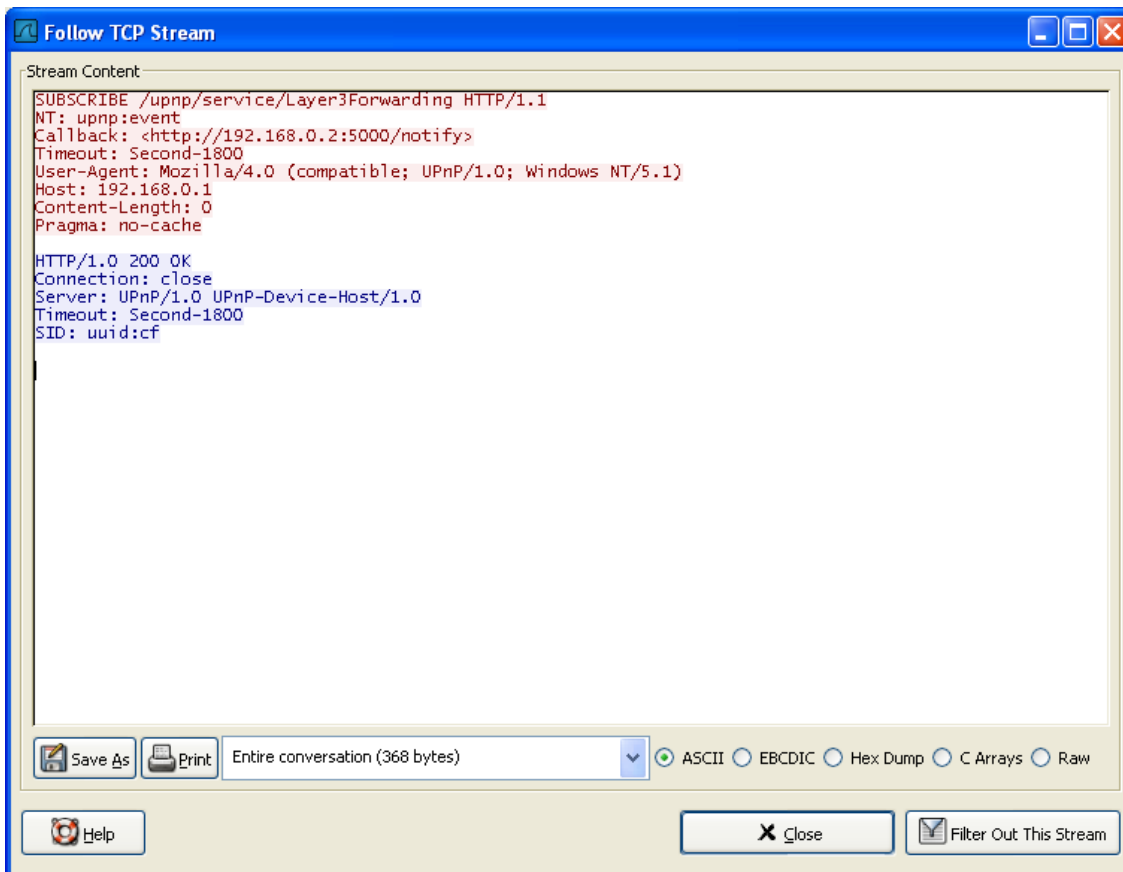 Follow TCP Stream
Stream Content
SUBSCRIBE /upnp/service/Layer3Forwarding HTTP/1.1
NT: upnp:event
Callback: <http://192.168.0.2:5000/notify>
Timeout: Second-1800
User-Agent: Mozilla/4.0 (compatible; UPnP/1.0; Windows NT/5.1)
Host: 192.168.0.1
Content-Length: 0
Pragma: no-cache
HTTP/1.0 200 OK
Connection: close
Server: UPnP/1.0 UPnP-Device-Host/1.0
Timeout: Second-1800
SID: uuid:cf
Save As Print Entire conversation (368 bytes) ASCII EBCDIC Hex Dump C Arrays Raw
Help Close Filter Out This Stream